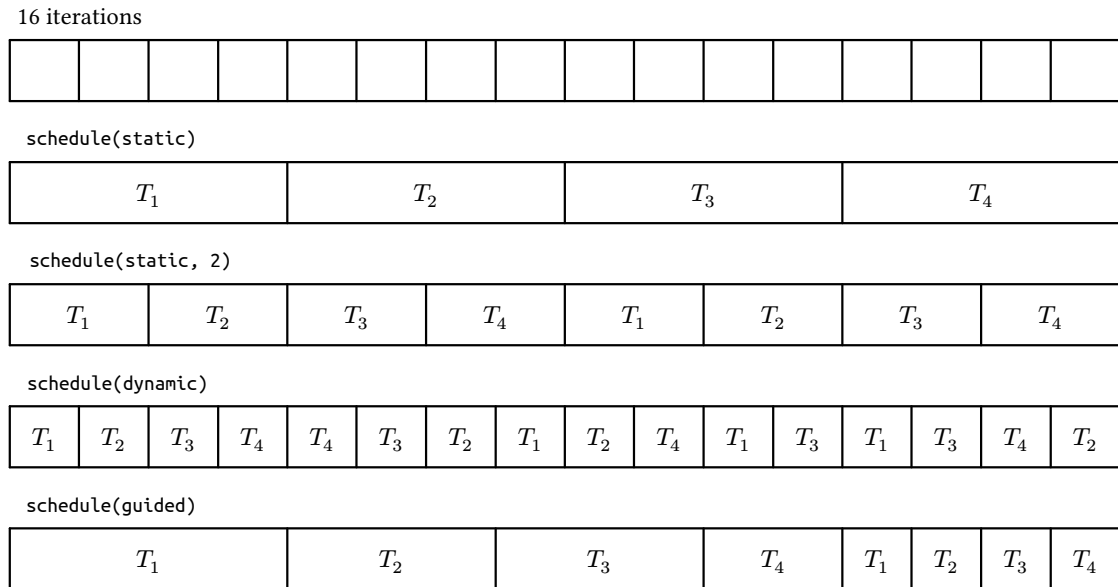 16 iterations
schedule(static)
T₁ T₂ T₃ T₄
schedule(static, 2)
T₁ T₂ T₃ T₄ T₁ T₂ T₃ T₄
schedule(dynamic)
T₁ T₂ T₃ T₄ T₄ T₃ T₂ T₁ T₂ T₄ T₁ T₃ T₁ T₃ T₄ T₂
schedule(guided)
T₁ T₂ T₃ T₄ T₁ T₂ T₃ T₄